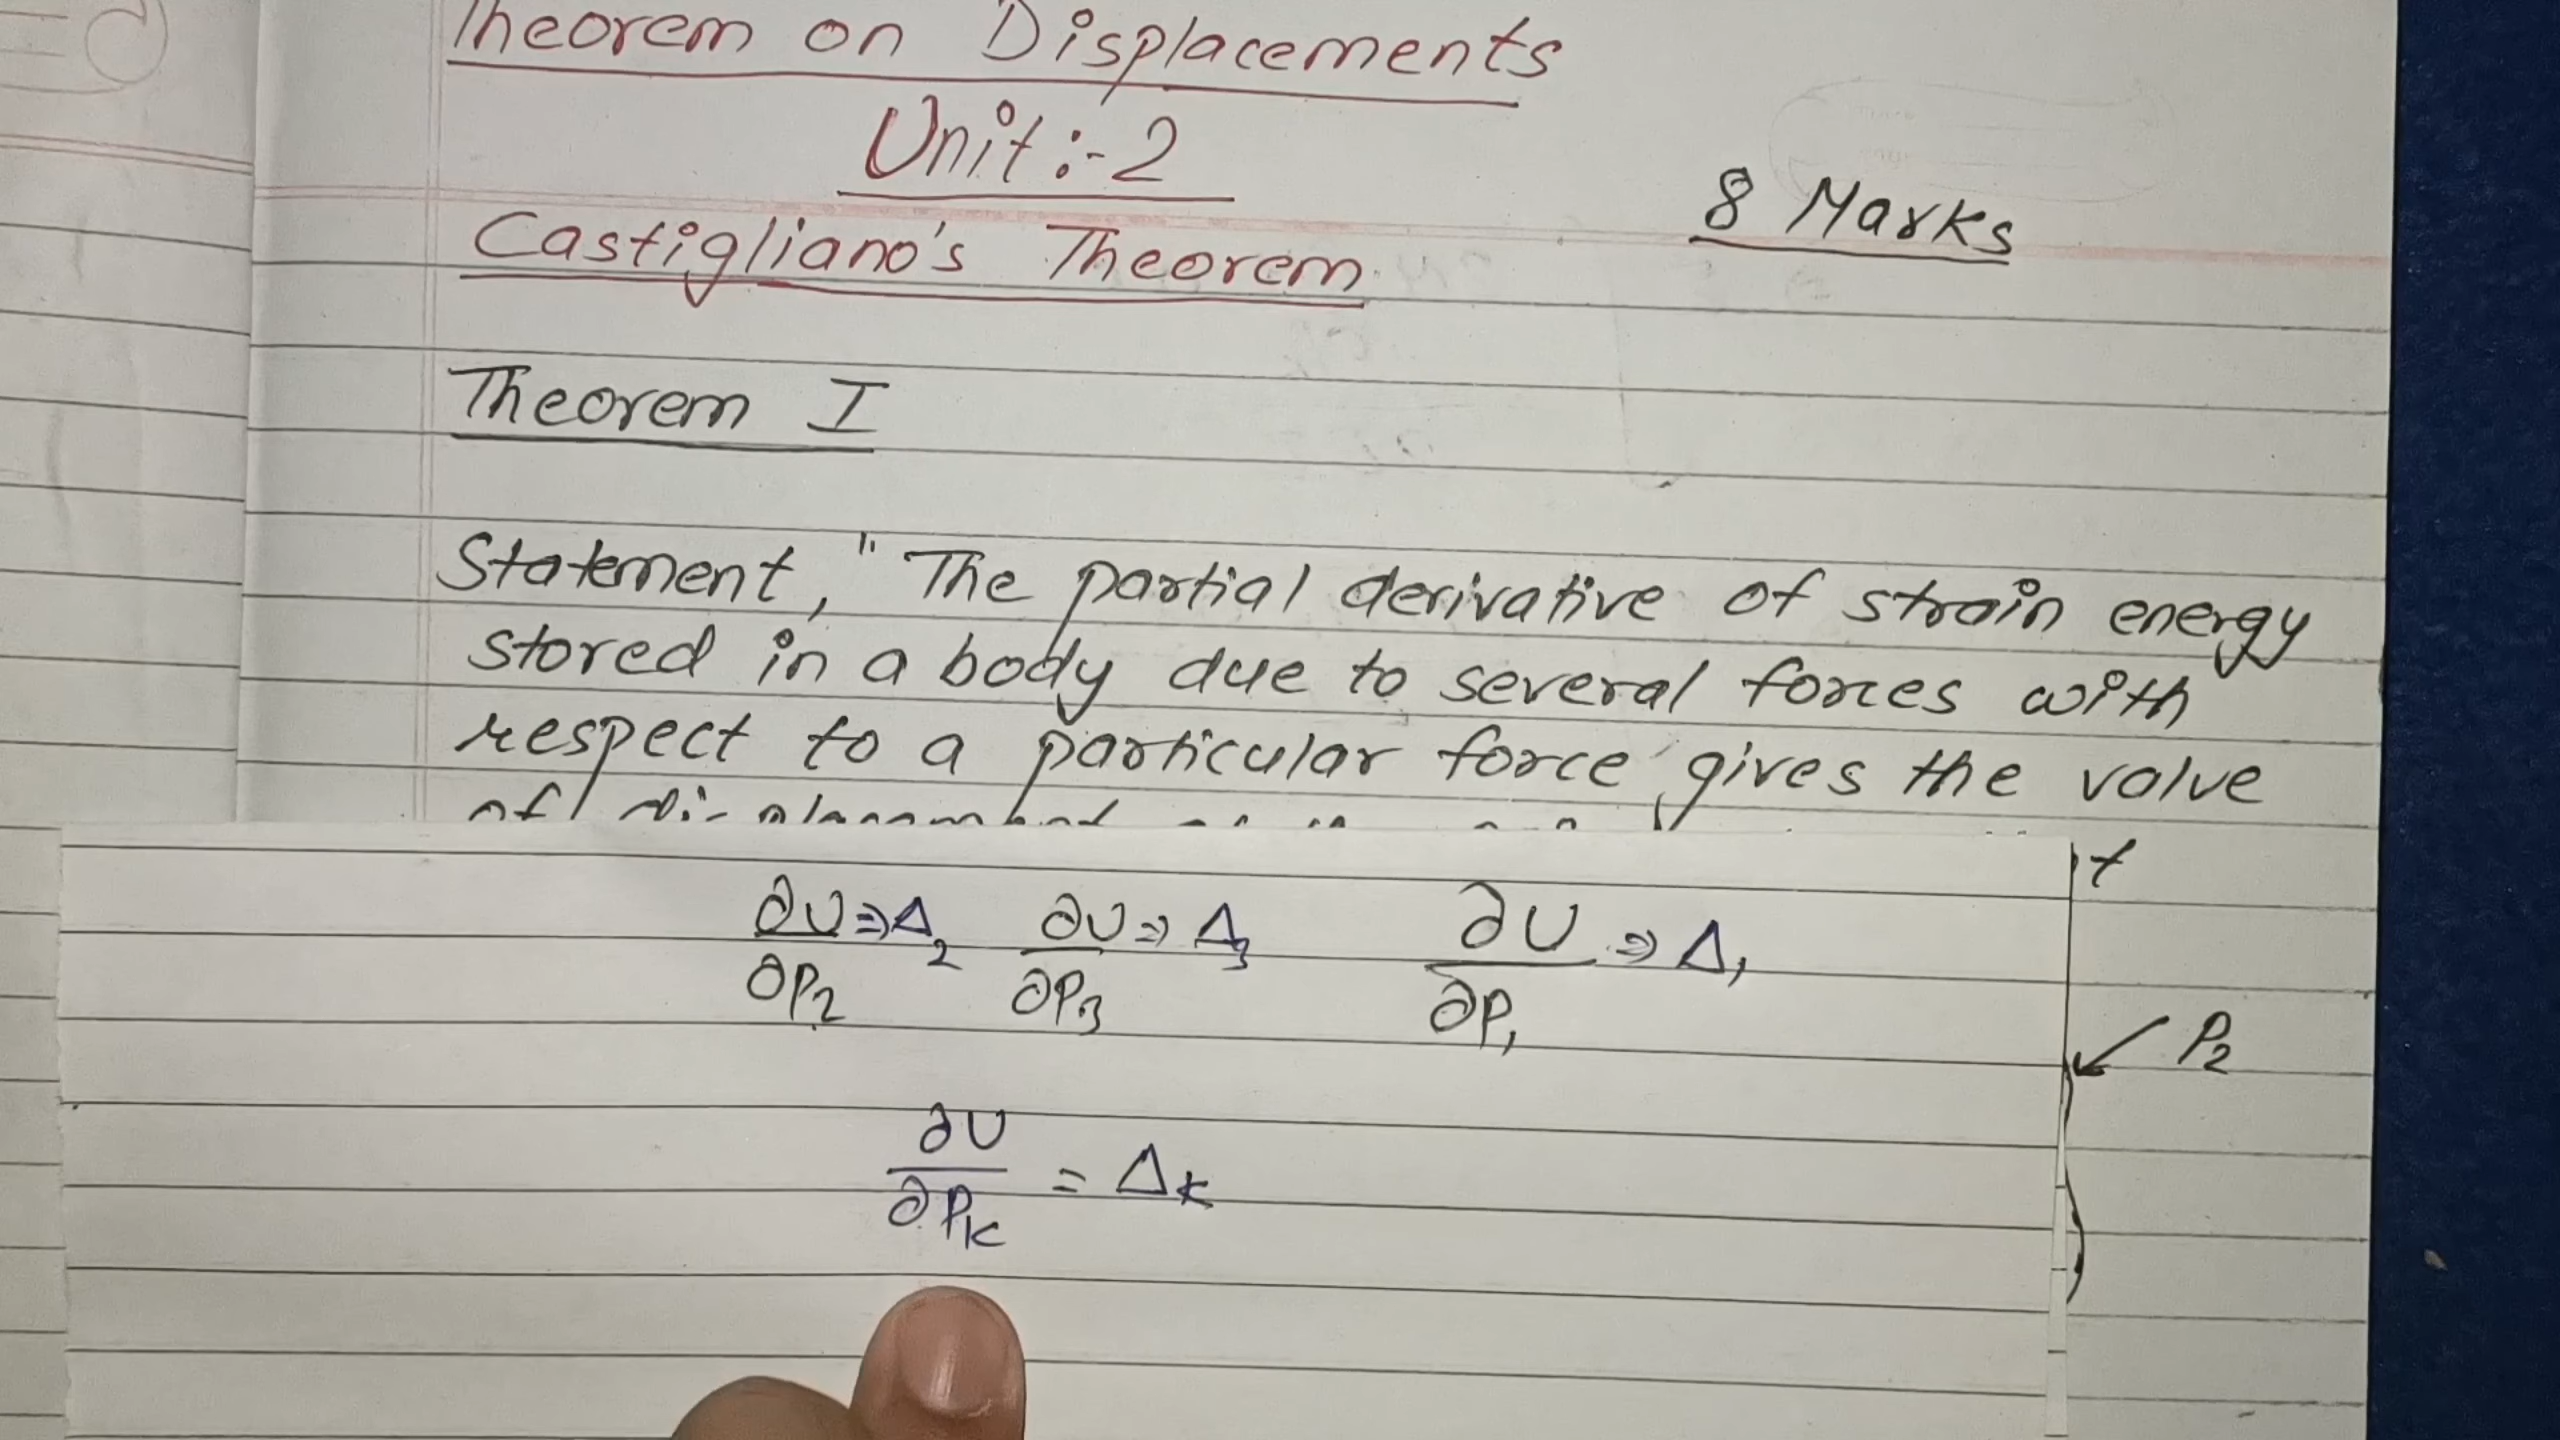 Theorem on Displacements
Unit:-2
Castigliano's Theorem
8 Marks
Theorem I
Statement, " The partial derivative of strain energy
stored in a body due to several forces with
respect to a particular force gives the value
t
∂U/∂P₂ ⇒ Δ₂ ∂U/∂P₃ ⇒ Δ₃ ∂U/∂P₁ ⇒ Δ₁
P₂
∂U/∂Pₖ = Δₖ